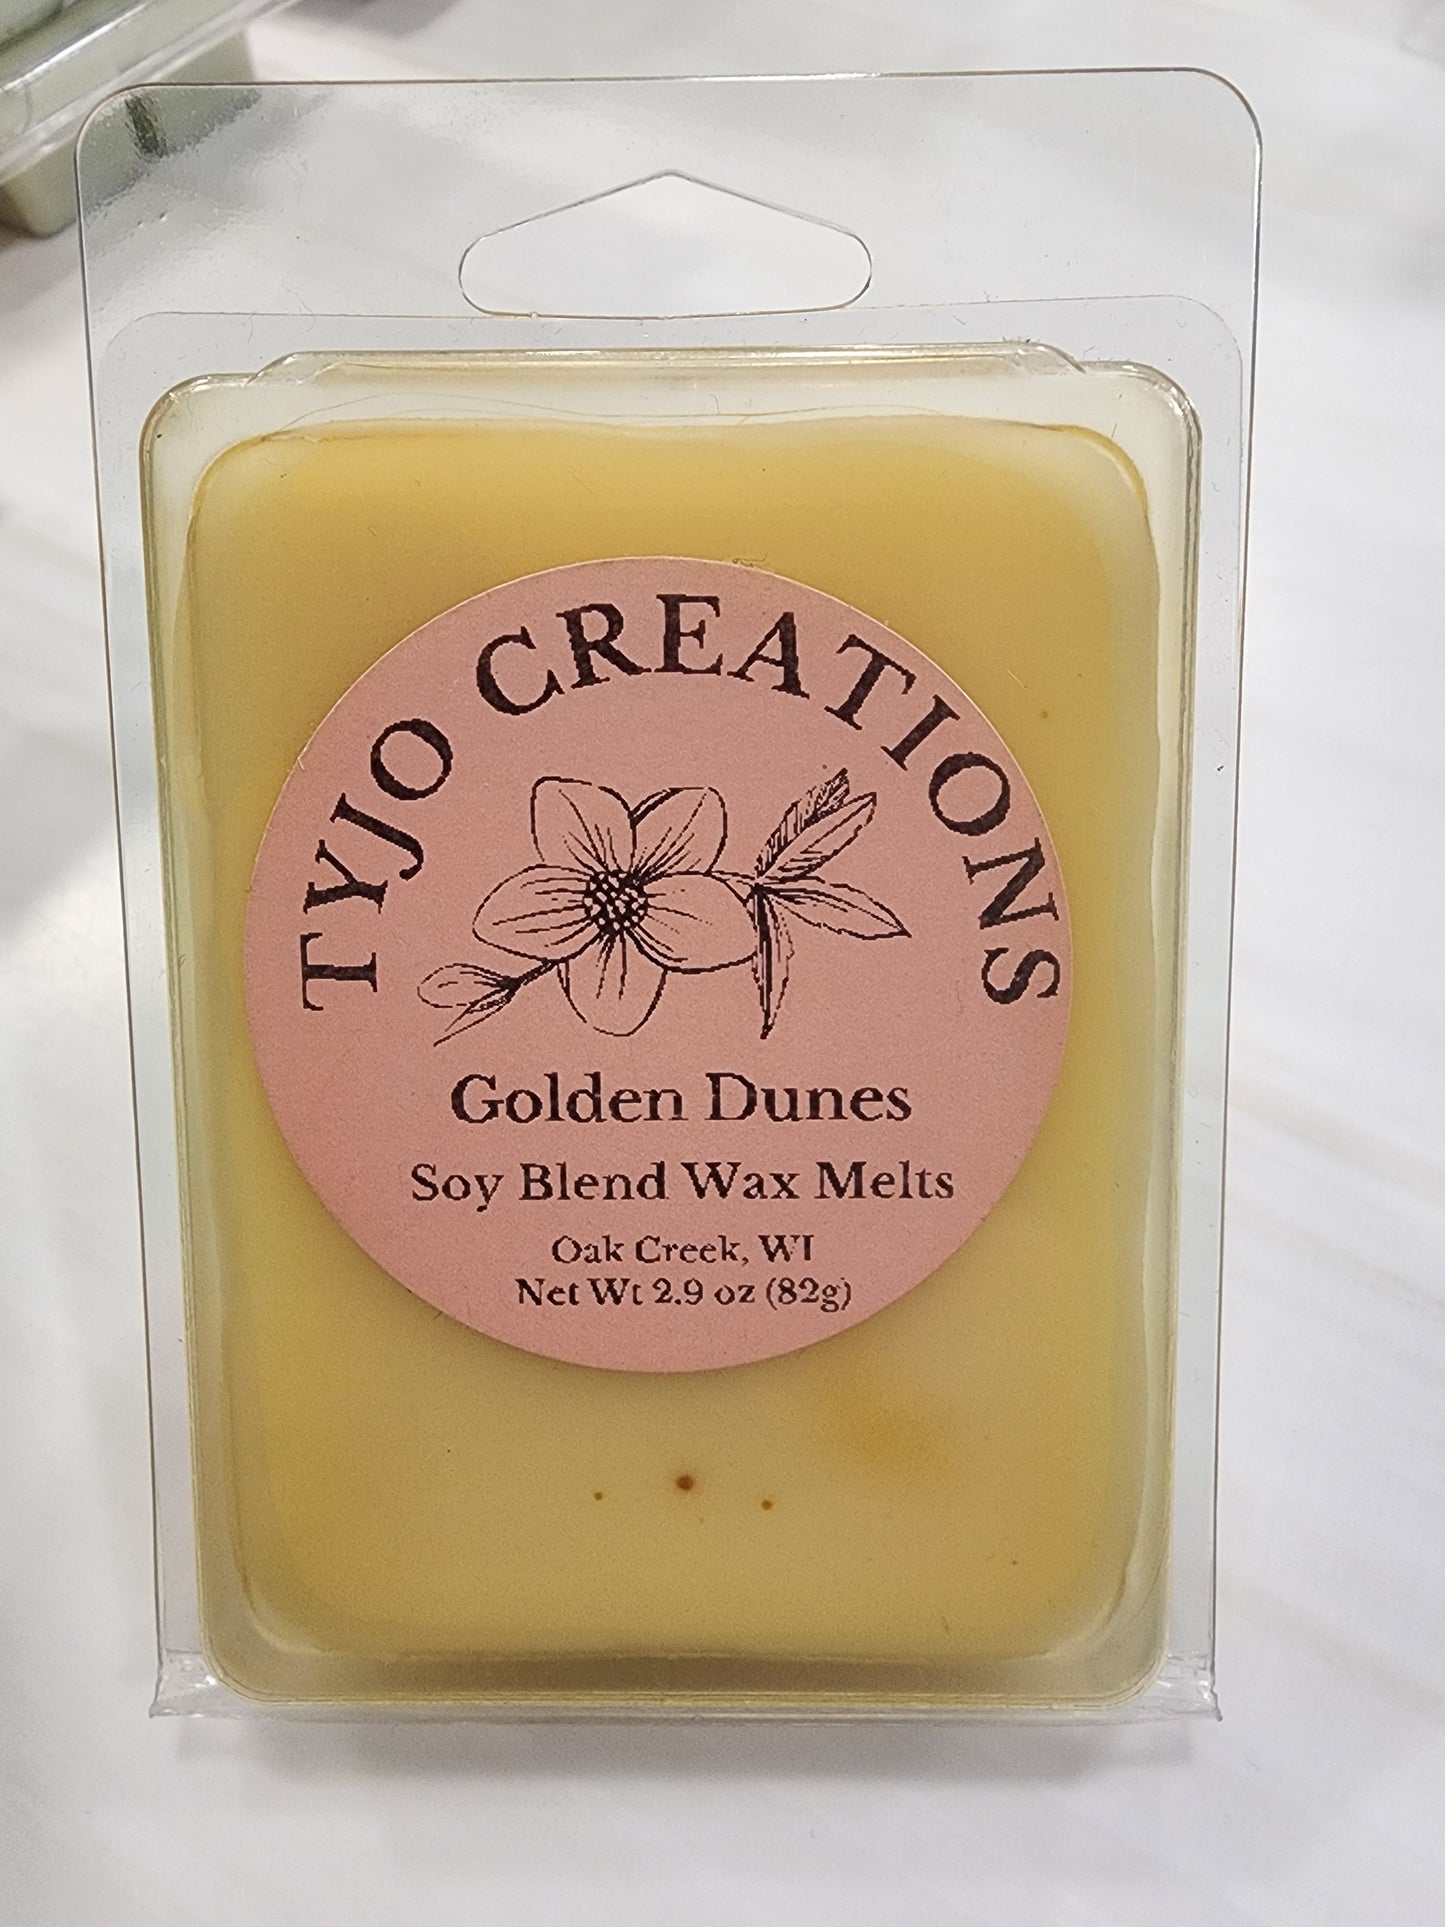 TYJO CREATIONS
Golden Dunes
Soy Blend Wax Melts
Oak Creek, WI
Net Wt 2.9 oz (82g)